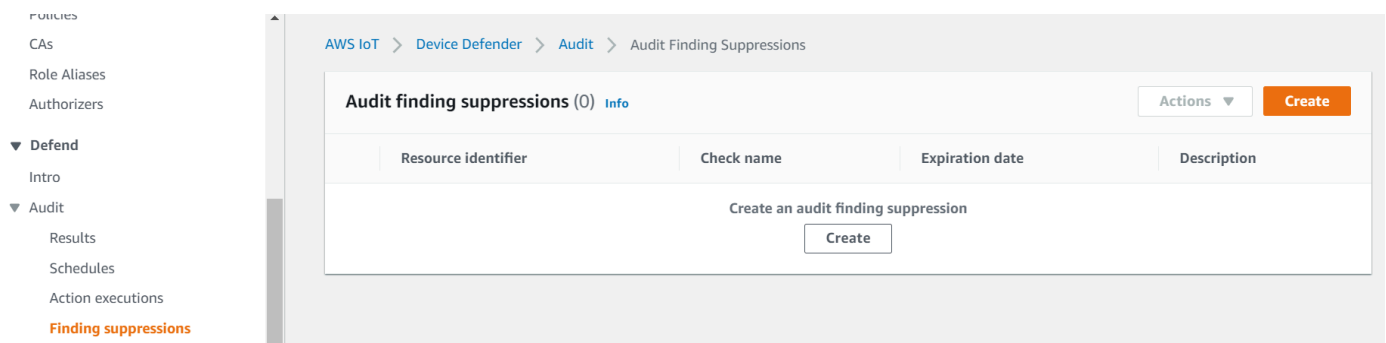 Policies
CAs
Role Aliases
Authorizers
Defend
Intro
Audit
Results
Schedules
Action executions
Finding suppressions
AWS IoT > Device Defender > Audit > Audit Finding Suppressions
Audit finding suppressions (0) Info
Actions Create
Resource identifier Check name Expiration date Description
Create an audit finding suppression
Create